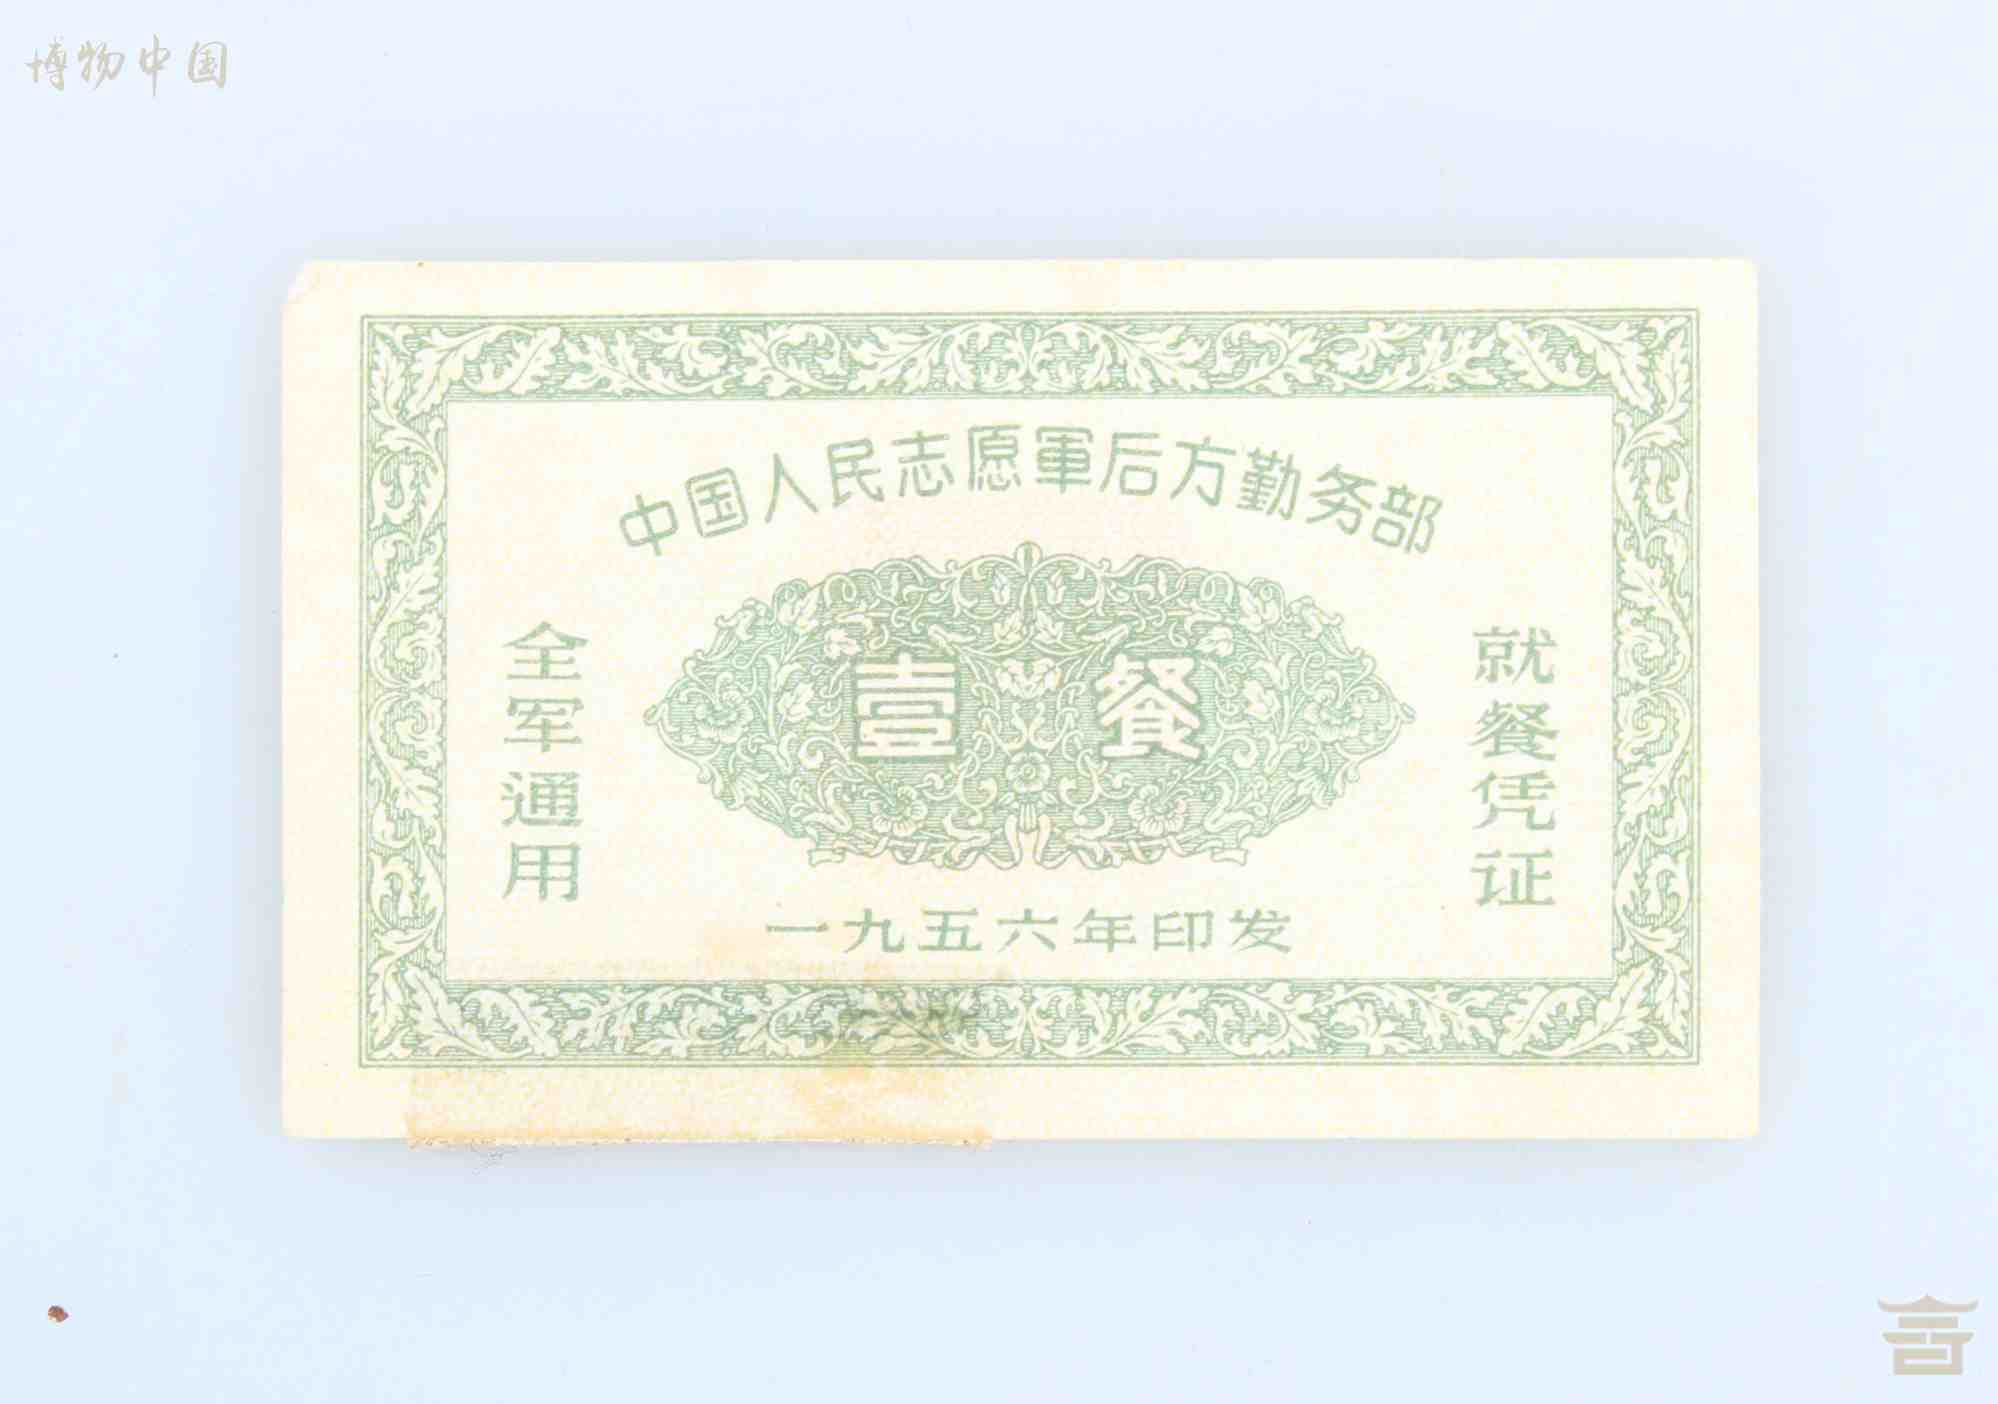 博物中国
中国人民志愿軍后方勤务部
全军通用
壹餐
就餐凭证
一九五六年印发